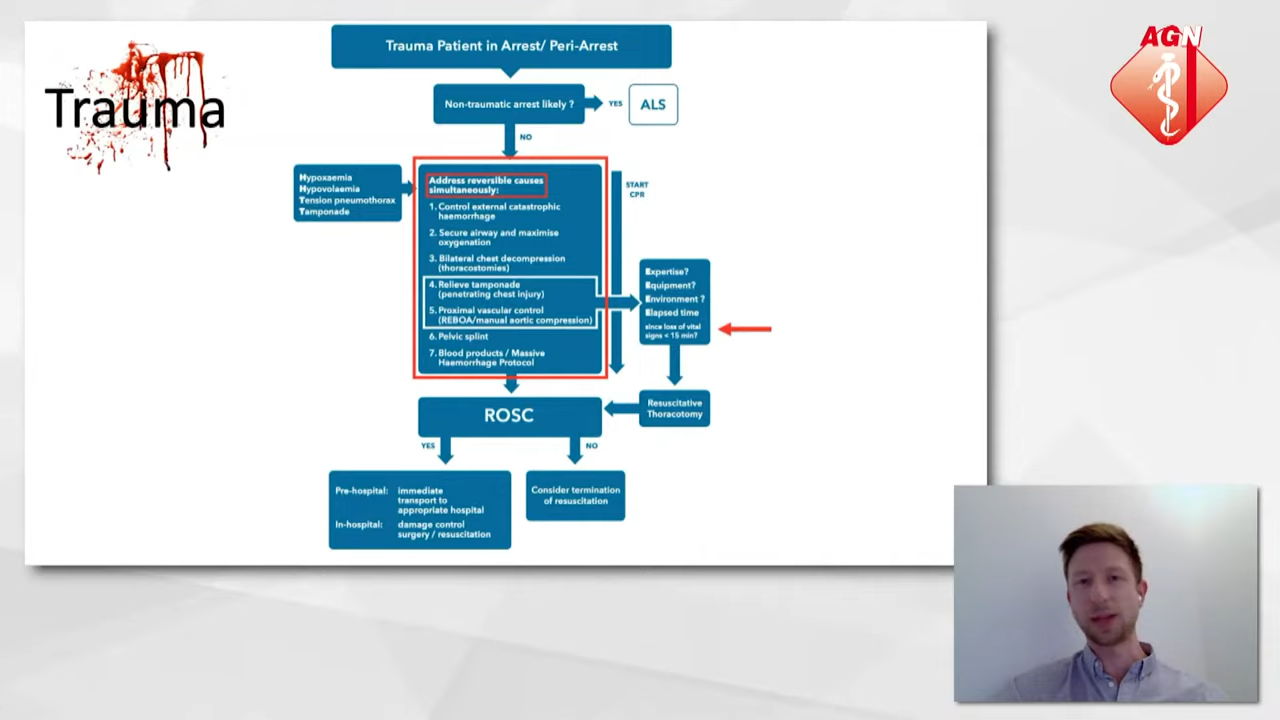 Trauma
AGN
Trauma Patient in Arrest/ Peri-Arrest
Non-traumatic arrest likely ?
YES
ALS
NO
Hypoxaemia
Hypovolaemia
Tension pneumothorax
Tamponade
Address reversible causes
simultaneously:
1. Control external catastrophic
haemorrhage
2. Secure airway and maximise
oxygenation
3. Bilateral chest decompression
(thoracostomies)
4. Relieve tamponade
(penetrating chest injury)
5. Proximal vascular control
(REBOA/manual aortic compression)
6. Pelvic splint
7. Blood products / Massive
Haemorrhage Protocol
START
CPR
Expertise?
Equipment?
Environment ?
Elapsed time
since loss of vital
signs < 15 min?
Resuscitative
Thoracotomy
ROSC
YES
NO
Pre-hospital: immediate
transport to
appropriate hospital
In-hospital: damage control
surgery / resuscitation
Consider termination
of resuscitation